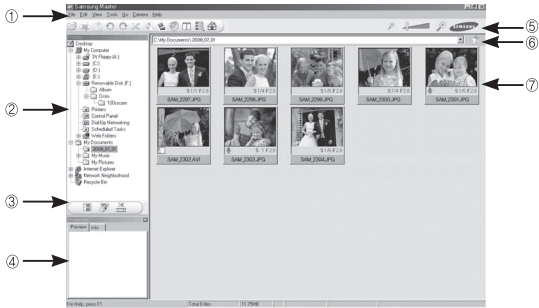 Samsung Master
File Edit View Tools Go Camera Help
①
②
③
④
⑤
⑥
⑦
SAMSUNG
C:\My Documents\2008_07_01
Desktop
My Computer
3½ Floppy (A:)
(C:)
(D:)
(E:)
Removable Disk (F:)
Album
Dcim
100sscam
Printers
Control Panel
Dial-Up Networking
Scheduled Tasks
Web Folders
My Documents
2008_07_01
My Music
My Pictures
Internet Explorer
Network Neighborhood
Recycle Bin
Preview Info
SAM_2297.JPG
SAM_2298.JPG
SAM_2299.JPG
SAM_2300.JPG
SAM_2301.JPG
SAM_2302.AVI
SAM_2303.JPG
SAM_2304.JPG
For Help, press F1
Total 8 files
11.75MB